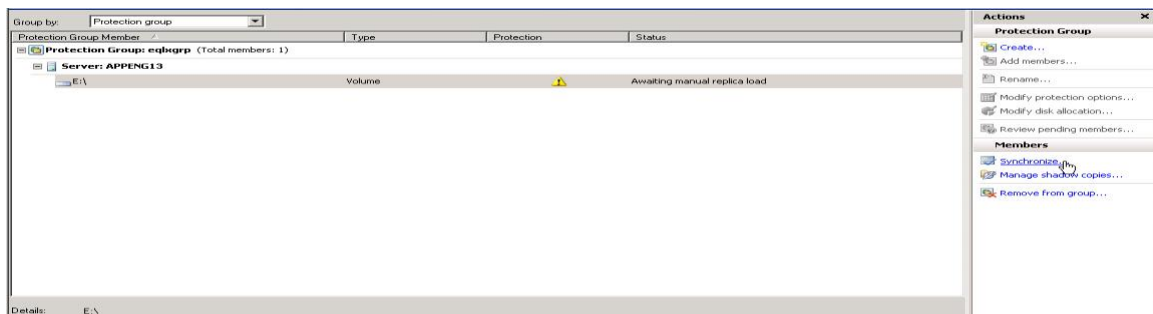 Group by: Protection group
Protection Group Member Type Protection Status
Protection Group: eqlxgrp (Total members: 1)
Server: APPENG13
E:\ Volume Awaiting manual replica load
Details: E:\
Actions
Protection Group
Create...
Add members...
Rename...
Modify protection options...
Modify disk allocation...
Review pending members...
Members
Synchronize...
Manage shadow copies...
Remove from group...